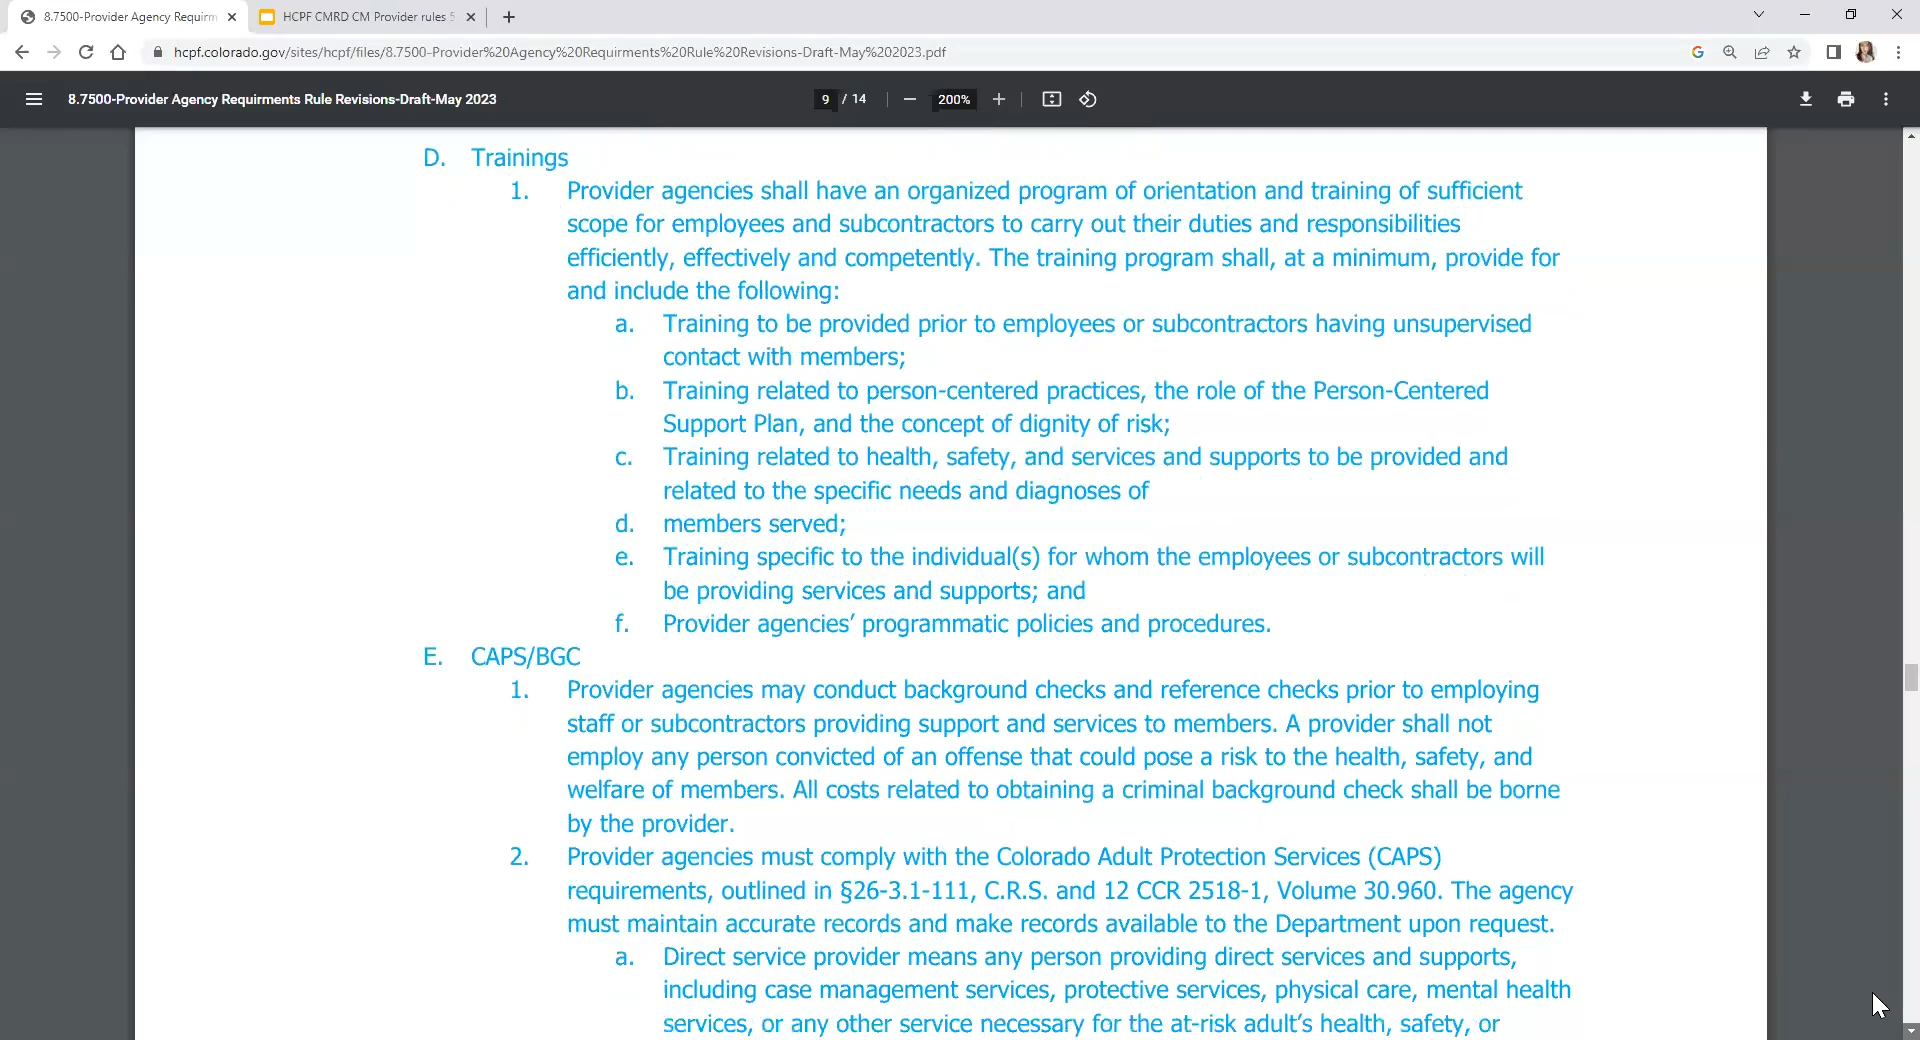 8.7500-Provider Agency Requirm
HCPF CMRD CM Provider rules 5
hcpf.colorado.gov/sites/hcpf/files/8.7500-Provider%20Agency%20Requirments%20Rule%20Revisions-Draft-May%202023.pdf
8.7500-Provider Agency Requirments Rule Revisions-Draft-May 2023
9 / 14
200%
D. Trainings
1. Provider agencies shall have an organized program of orientation and training of sufficient
scope for employees and subcontractors to carry out their duties and responsibilities
efficiently, effectively and competently. The training program shall, at a minimum, provide for
and include the following:
a. Training to be provided prior to employees or subcontractors having unsupervised
contact with members;
b. Training related to person-centered practices, the role of the Person-Centered
Support Plan, and the concept of dignity of risk;
c. Training related to health, safety, and services and supports to be provided and
related to the specific needs and diagnoses of
d. members served;
e. Training specific to the individual(s) for whom the employees or subcontractors will
be providing services and supports; and
f. Provider agencies’ programmatic policies and procedures.
E. CAPS/BGC
1. Provider agencies may conduct background checks and reference checks prior to employing
staff or subcontractors providing support and services to members. A provider shall not
employ any person convicted of an offense that could pose a risk to the health, safety, and
welfare of members. All costs related to obtaining a criminal background check shall be borne
by the provider.
2. Provider agencies must comply with the Colorado Adult Protection Services (CAPS)
requirements, outlined in §26-3.1-111, C.R.S. and 12 CCR 2518-1, Volume 30.960. The agency
must maintain accurate records and make records available to the Department upon request.
a. Direct service provider means any person providing direct services and supports,
including case management services, protective services, physical care, mental health
services, or any other service necessary for the at-risk adult’s health, safety, or